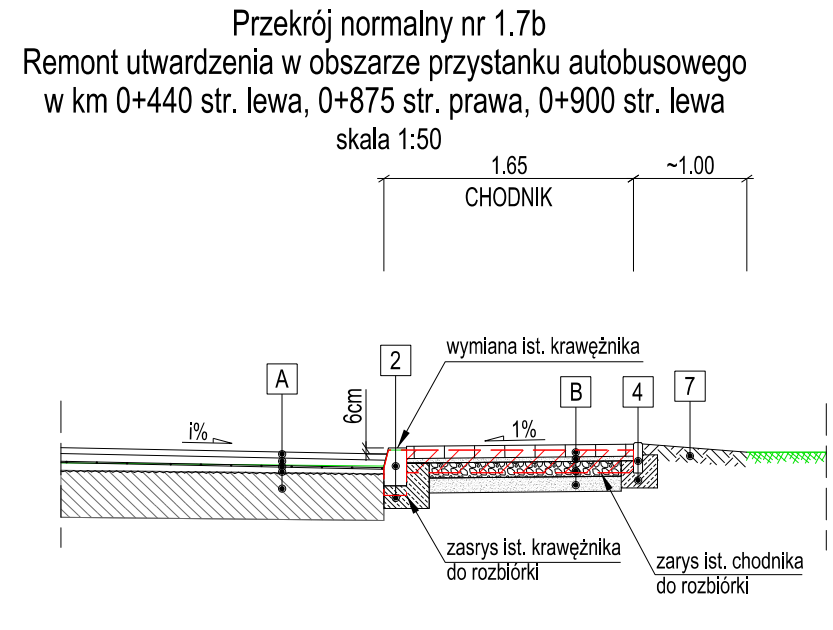 Przekrój normalny nr 1.7b
Remont utwardzenia w obszarze przystanku autobusowego
w km 0+440 str. lewa, 0+875 str. prawa, 0+900 str. lewa
skala 1:50
1.65
~1.00
CHODNIK
wymiana ist. krawężnika
A
2
6cm
B
4
7
i%
1%
zasrys ist. krawężnika
do rozbiórki
zarys ist. chodnika
do rozbiórki